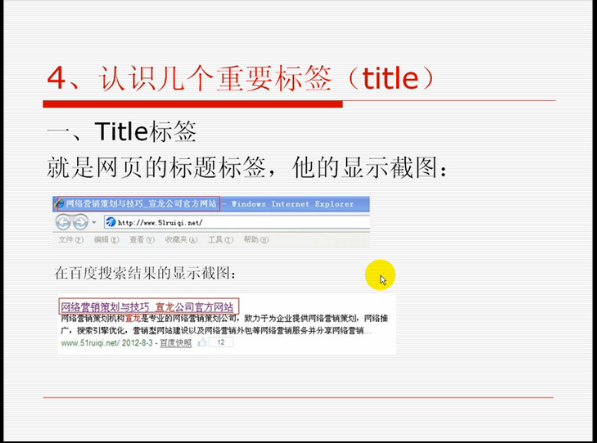 4、认识几个重要标签（title）
一、Title标签
就是网页的标题标签，他的显示截图：
网络营销策划与技巧_宣龙公司官方网站 - Windows Internet Explorer
http://www.51ruiqi.net/
文件(F) 编辑(E) 查看(V) 收藏夹(A) 工具(T) 帮助(H)
在百度搜索结果的显示截图：
网络营销策划与技巧_宣龙公司官方网站
网络营销策划机构宣龙是专业的网络营销策划公司，致力于为企业提供网络营销策划，网络推
广，搜索引擎优化，营销型网站建设以及网络营销外包等网络营销服务并分享网络营销...
www.51ruiqi.net/ 2012-8-3 - 百度快照 12